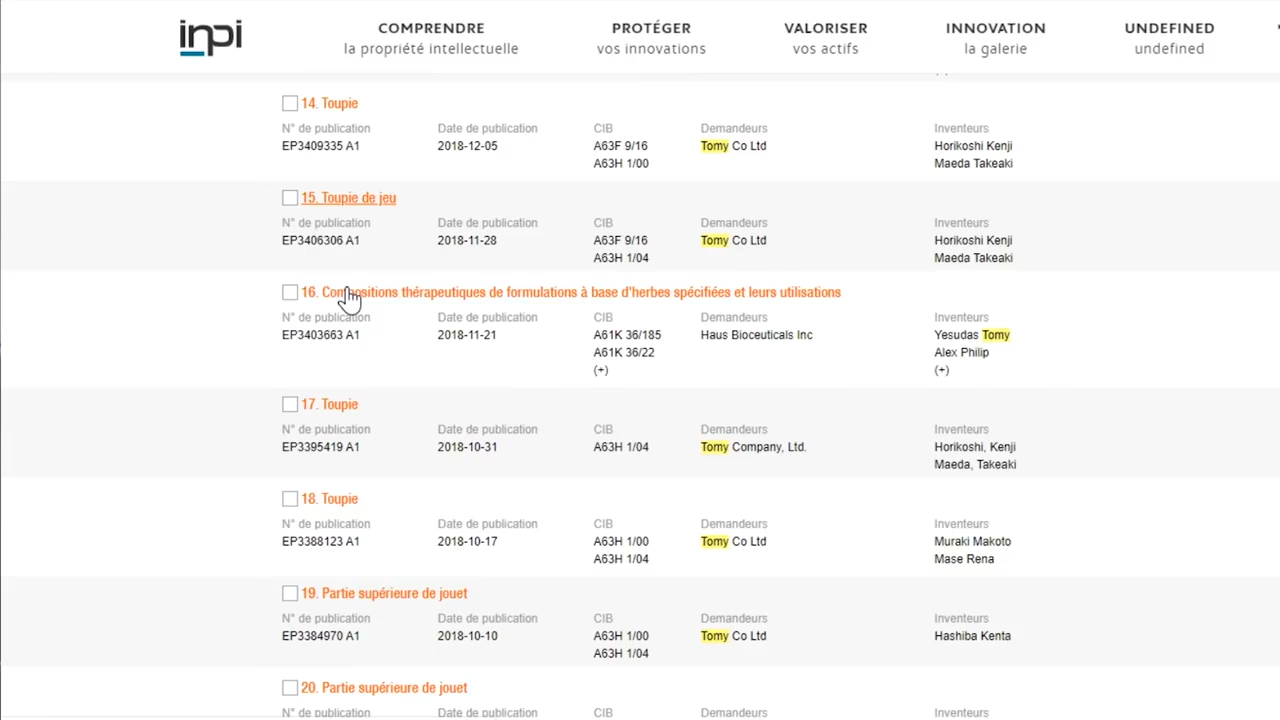 inpi
COMPRENDRE
la propriété intellectuelle
PROTÉGER
vos innovations
VALORISER
vos actifs
INNOVATION
la galerie
UNDEFINED
undefined
14. Toupie
N° de publication Date de publication CIB Demandeurs Inventeurs
EP3409335 A1 2018-12-05 A63F 9/16 Tomy Co Ltd Horikoshi Kenji
A63H 1/00 Maeda Takeaki
15. Toupie de jeu
N° de publication Date de publication CIB Demandeurs Inventeurs
EP3406306 A1 2018-11-28 A63F 9/16 Tomy Co Ltd Horikoshi Kenji
A63H 1/04 Maeda Takeaki
16. Compositions thérapeutiques de formulations à base d'herbes spécifiées et leurs utilisations
N° de publication Date de publication CIB Demandeurs Inventeurs
EP3403663 A1 2018-11-21 A61K 36/185 Haus Bioceuticals Inc Yesudas Tomy
A61K 36/22 Alex Philip
(+) (+)
17. Toupie
N° de publication Date de publication CIB Demandeurs Inventeurs
EP3395419 A1 2018-10-31 A63H 1/04 Tomy Company, Ltd. Horikoshi, Kenji
Maeda, Takeaki
18. Toupie
N° de publication Date de publication CIB Demandeurs Inventeurs
EP3388123 A1 2018-10-17 A63H 1/00 Tomy Co Ltd Muraki Makoto
A63H 1/04 Mase Rena
19. Partie supérieure de jouet
N° de publication Date de publication CIB Demandeurs Inventeurs
EP3384970 A1 2018-10-10 A63H 1/00 Tomy Co Ltd Hashiba Kenta
A63H 1/04
20. Partie supérieure de jouet
N° de publication Date de publication CIB Demandeurs Inventeurs